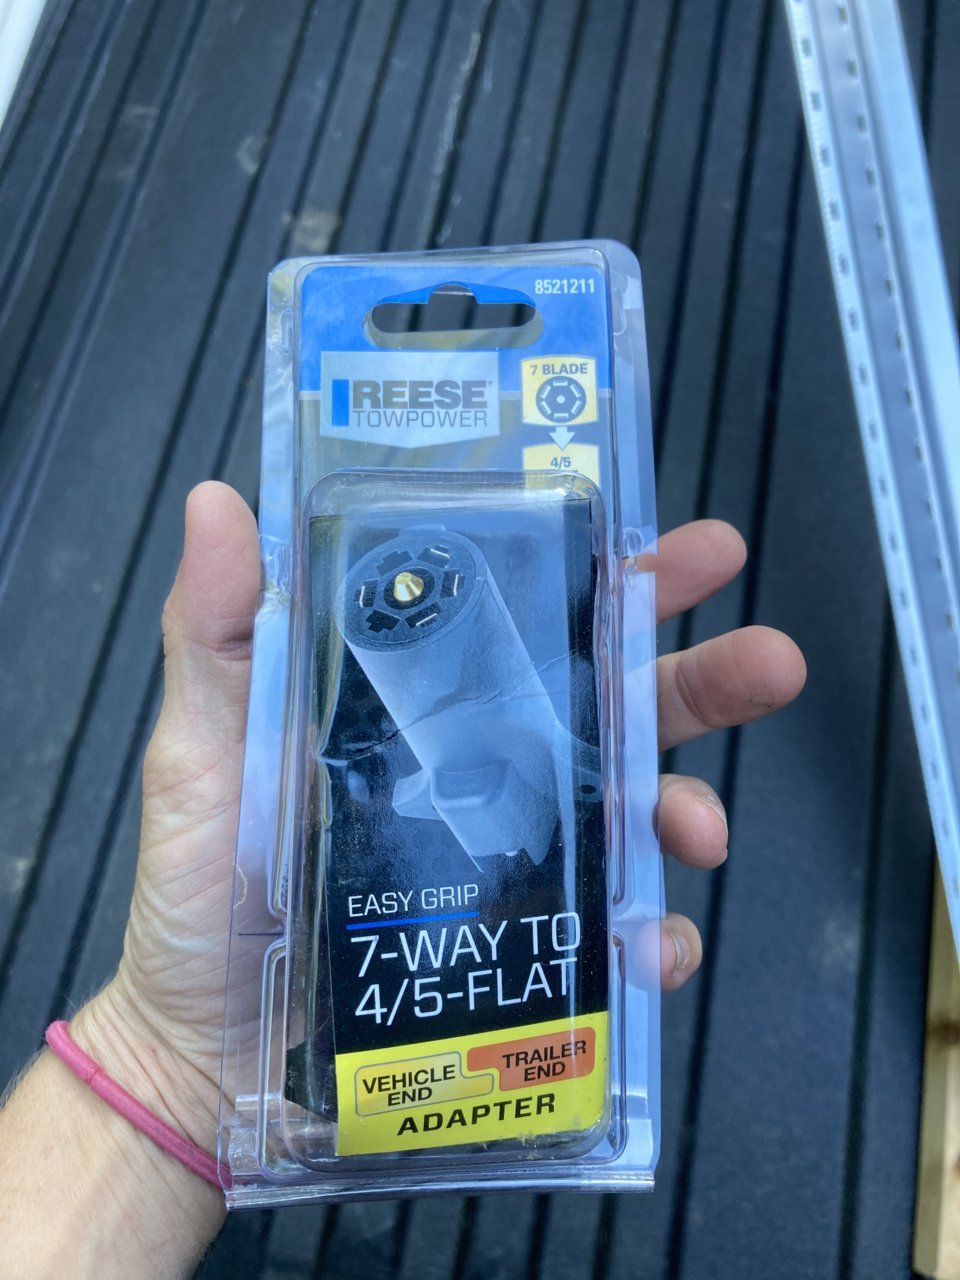 8521211
REESE
TOWPOWER
7 BLADE
4/5
EASY GRIP
7-WAY TO
4/5-FLAT
VEHICLE
END
TRAILER
END
ADAPTER